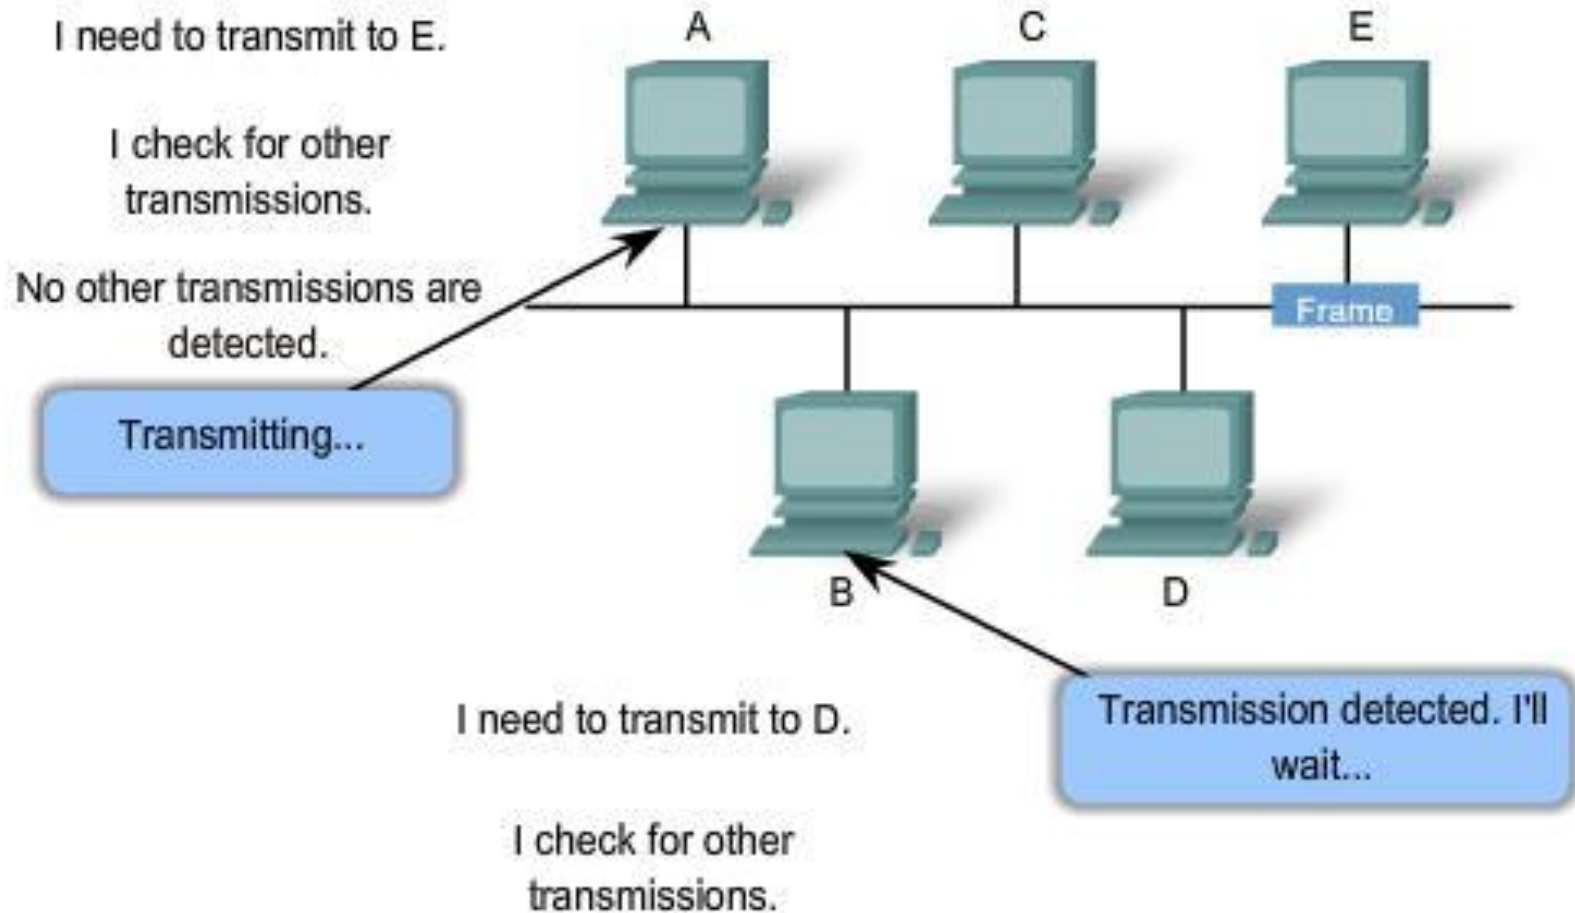 I need to transmit to E.
A
C
E
I check for other
transmissions.
No other transmissions are
detected.
Frame
Transmitting...
B
D
I need to transmit to D.
Transmission detected. I'll
wait...
I check for other
transmissions.